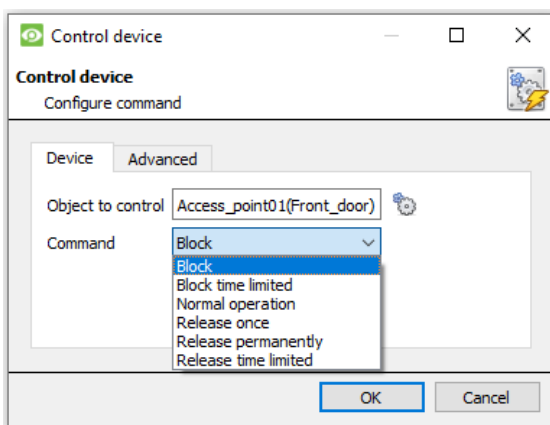 Control device
Control device
Configure command
Device Advanced
Object to control Access_point01(Front_door)
Command Block
Block
Block time limited
Normal operation
Release once
Release permanently
Release time limited
OK Cancel